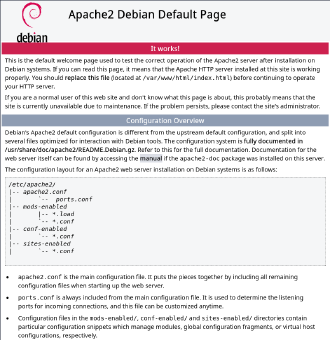 Apache2 Debian Default Page
debian
It works!
This is the default welcome page used to test the correct operation of the Apache2 server after installation on
Debian systems. If you can read this page, it means that the Apache HTTP server installed at this site is working
properly. You should replace this file (located at /var/www/html/index.html) before continuing to operate
your HTTP server.
If you are a normal user of this web site and don't know what this page is about, this probably means that the
site is currently unavailable due to maintenance. If the problem persists, please contact the site's administrator.
Configuration Overview
Debian's Apache2 default configuration is different from the upstream default configuration, and split into
several files optimized for interaction with Debian tools. The configuration system is fully documented in
/usr/share/doc/apache2/README.Debian.gz. Refer to this for the full documentation. Documentation for the
web server itself can be found by accessing the manual if the apache2-doc package was installed on this server.
The configuration layout for an Apache2 web server installation on Debian systems is as follows:
/etc/apache2/
|-- apache2.conf
|       `--  ports.conf
|-- mods-enabled
|       |-- *.load
|       `-- *.conf
|-- conf-enabled
|       `-- *.conf
|-- sites-enabled
|       `-- *.conf
• apache2.conf is the main configuration file. It puts the pieces together by including all remaining
configuration files when starting up the web server.
• ports.conf is always included from the main configuration file. It is used to determine the listening
ports for incoming connections, and this file can be customized anytime.
• Configuration files in the mods-enabled/, conf-enabled/ and sites-enabled/ directories contain
particular configuration snippets which manage modules, global configuration fragments, or virtual host
configurations, respectively.